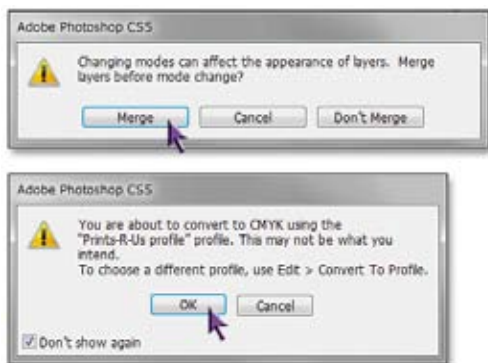 Adobe Photoshop CS5
Changing modes can affect the appearance of layers. Merge
layers before mode change?
Merge Cancel Don't Merge
Adobe Photoshop CS5
You are about to convert to CMYK using the
"Prints-R-Us profile" profile. This may not be what you
intend.
To choose a different profile, use Edit > Convert To Profile.
OK Cancel
Don't show again